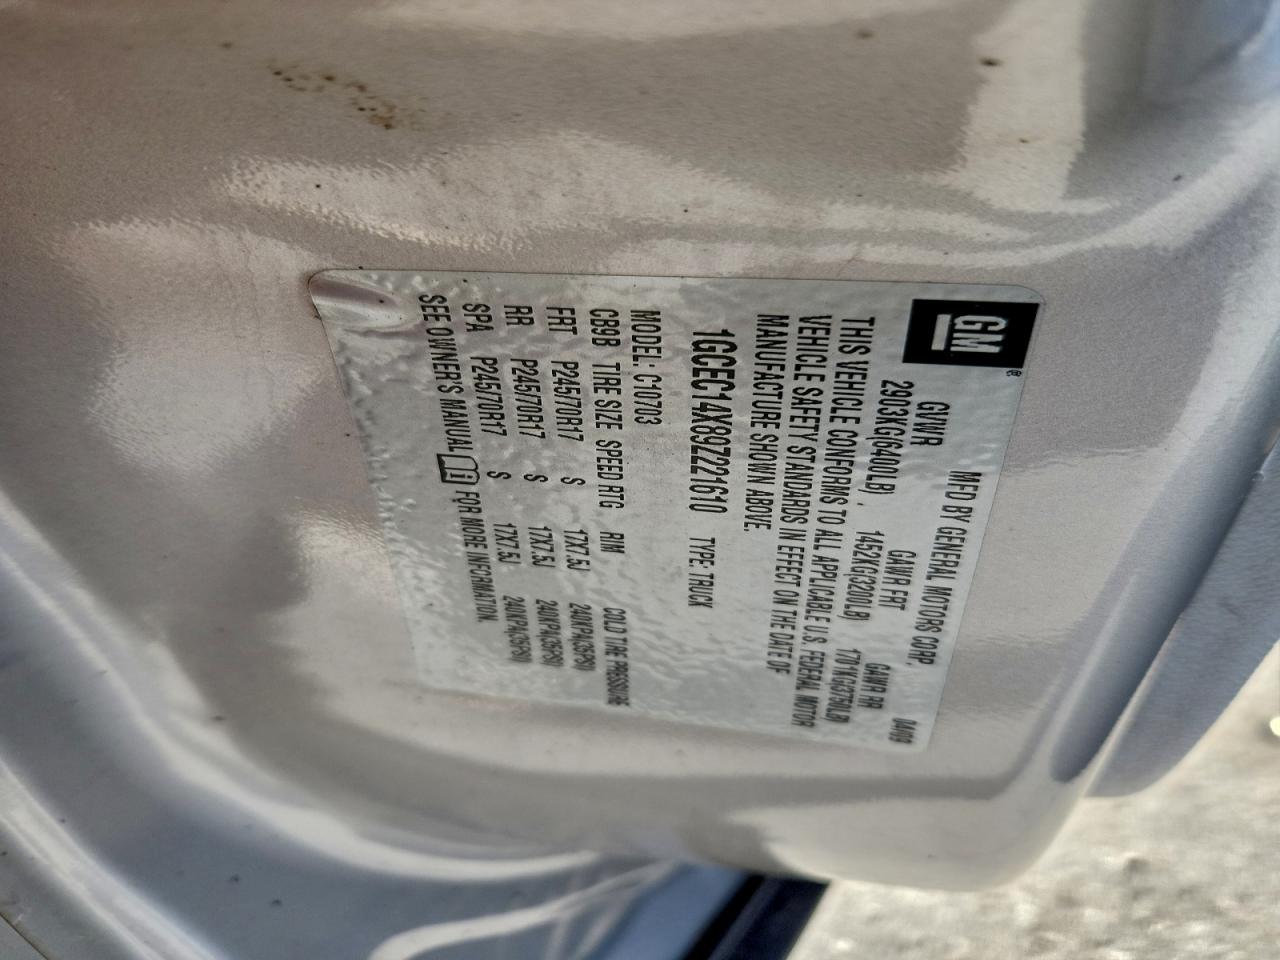 GM
MFD BY GENERAL MOTORS CORP. 04/09
GVWR GAWR FRT GAWR RR
2903KG(6400LB) 1452KG(3200LB) 1701KG(3750LB)
THIS VEHICLE CONFORMS TO ALL APPLICABLE U.S. FEDERAL MOTOR
VEHICLE SAFETY STANDARDS IN EFFECT ON THE DATE OF
MANUFACTURE SHOWN ABOVE.
1GCEC14X89Z221610 TYPE: TRUCK
MODEL: C10703
CB9B TIRE SIZE SPEED RTG RIM COLD TIRE PRESSURE
FRT P245/70R17 S 17X7.5J 240KPA(35PSI)
RR P245/70R17 S 17X7.5J 240KPA(35PSI)
SPA P245/70R17 S 17X7.5J 240KPA(35PSI)
SEE OWNER'S MANUAL FOR MORE INFORMATION.